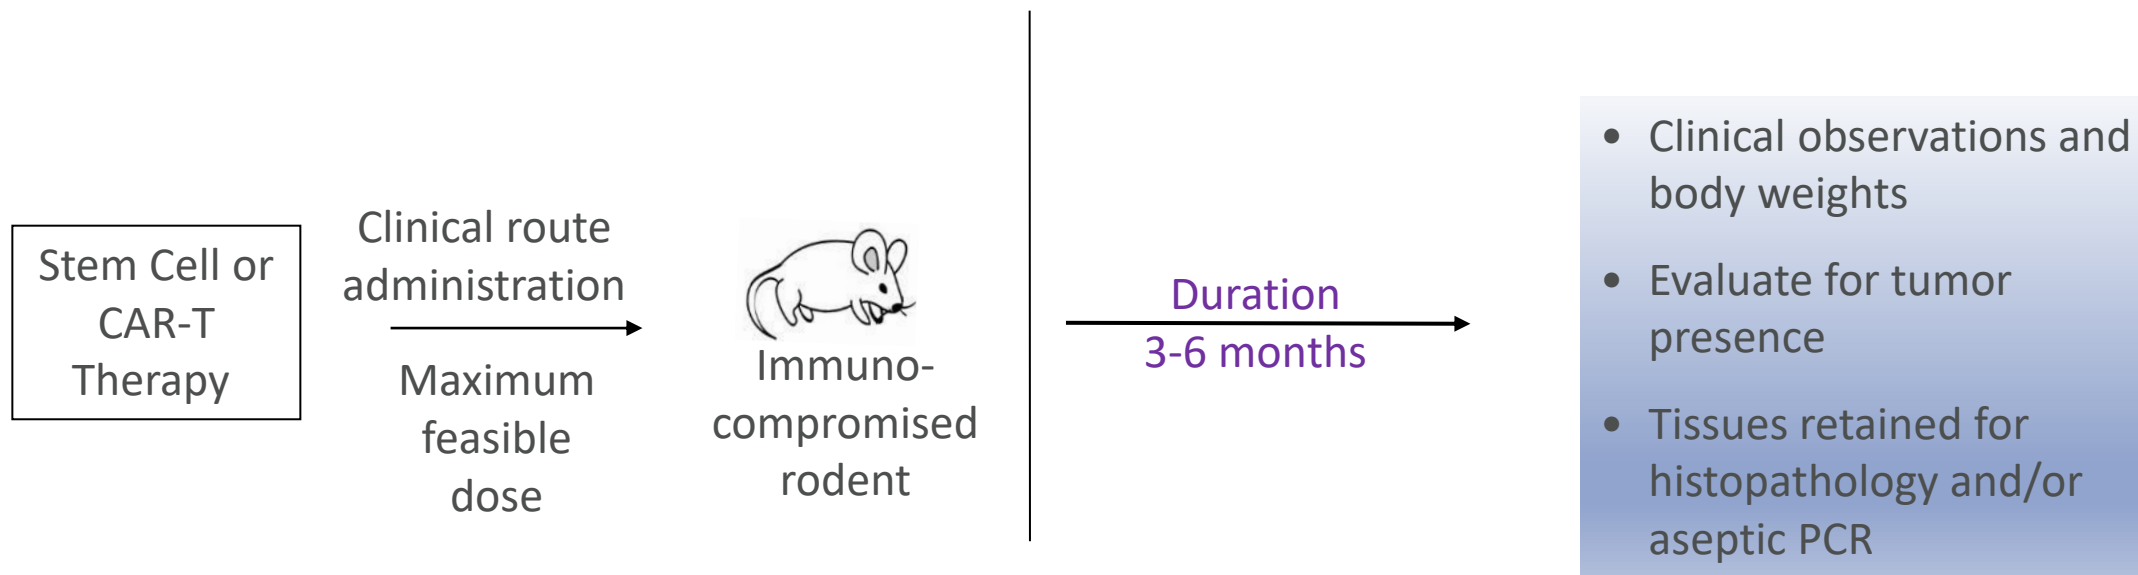 Stem Cell or
CAR-T
Therapy
Clinical route
administration
Maximum
feasible
dose
Immuno-
compromised
rodent
Duration
3-6 months
• Clinical observations and
body weights
• Evaluate for tumor
presence
• Tissues retained for
histopathology and/or
aseptic PCR